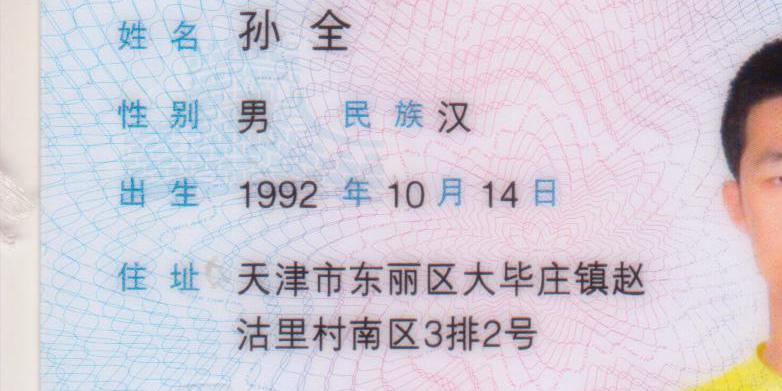 姓名 孙全
性别 男 民族 汉
出生 1992 年 10 月 14 日
住址 天津市东丽区大毕庄镇赵
沽里村南区3排2号